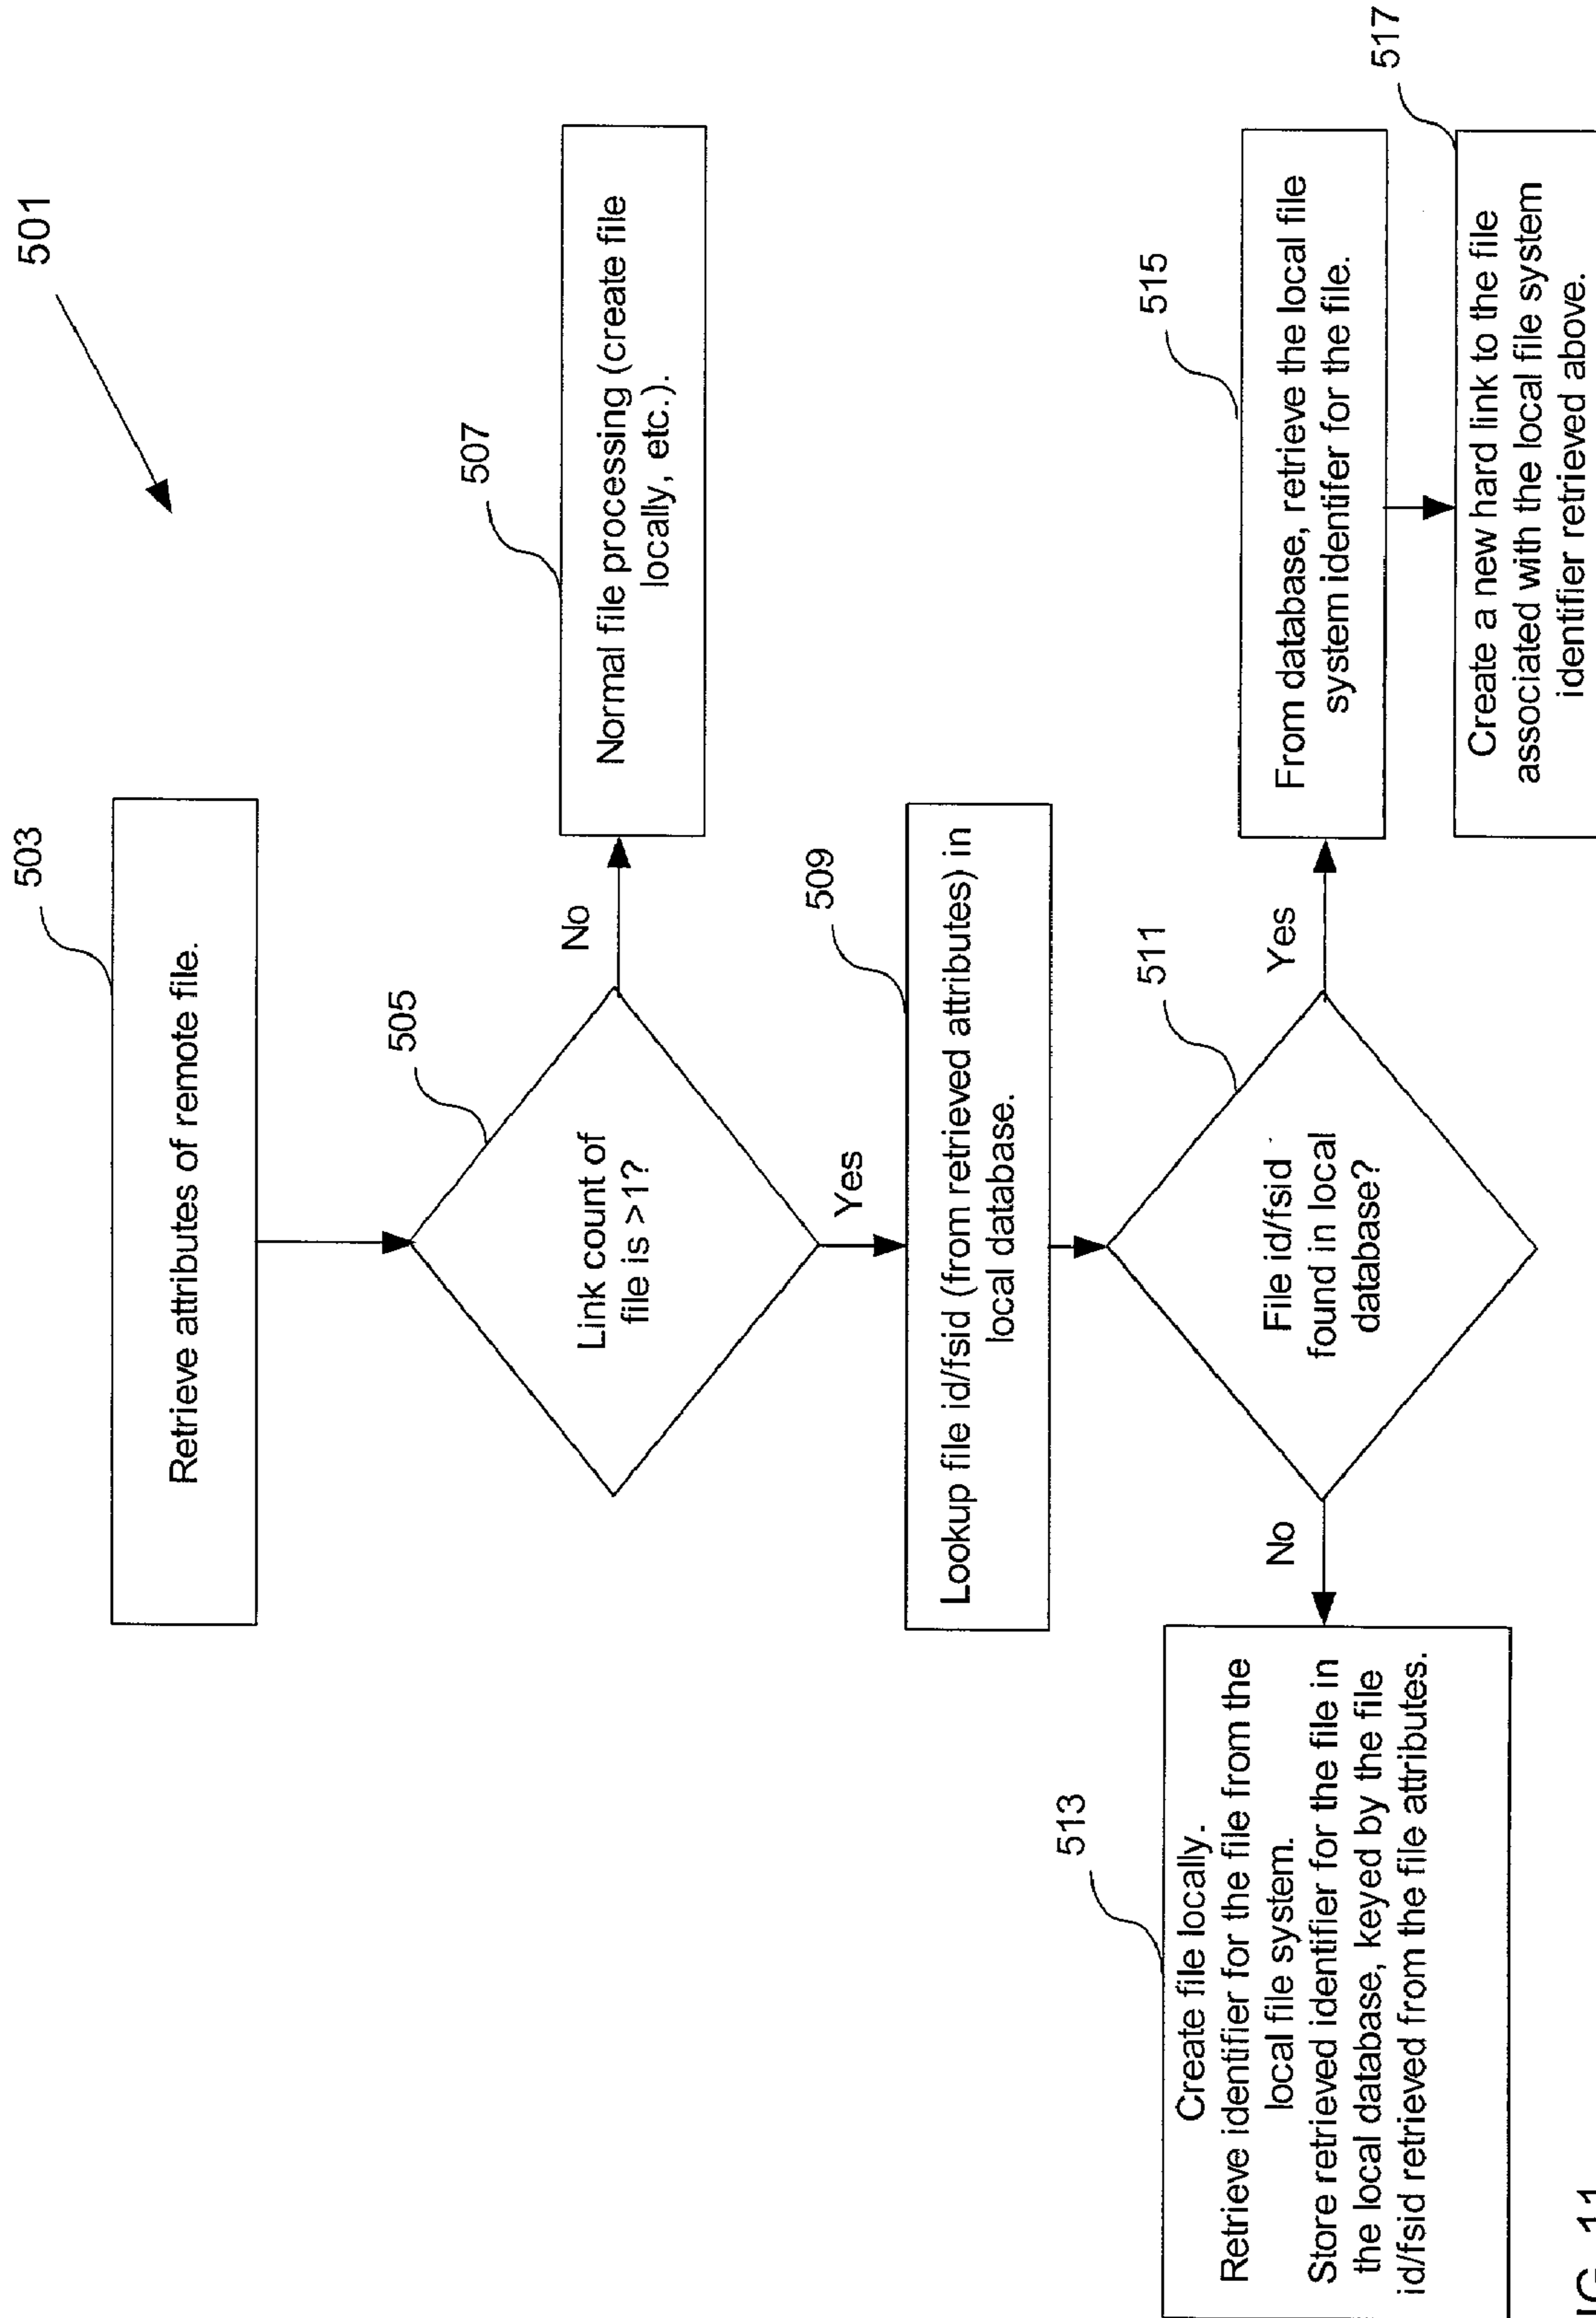 501
503
Retrieve attributes of remote file.
505
Link count of
file is >1?
No
507
Normal file processing (create file
locally, etc.).
Yes
509
Lookup file id/fsid (from retrieved attributes) in
local database.
511
File id/fsid
found in local
database?
No
513
Create file locally.
Retrieve identifier for the file from the
local file system.
Store retrieved identifier for the file in
the local database, keyed by the file
id/fsid retrieved from the file attributes.
Yes
515
From database, retrieve the local file
system identifer for the file.
517
Create a new hard link to the file
associated with the local file system
identifier retrieved above.
IG. 11